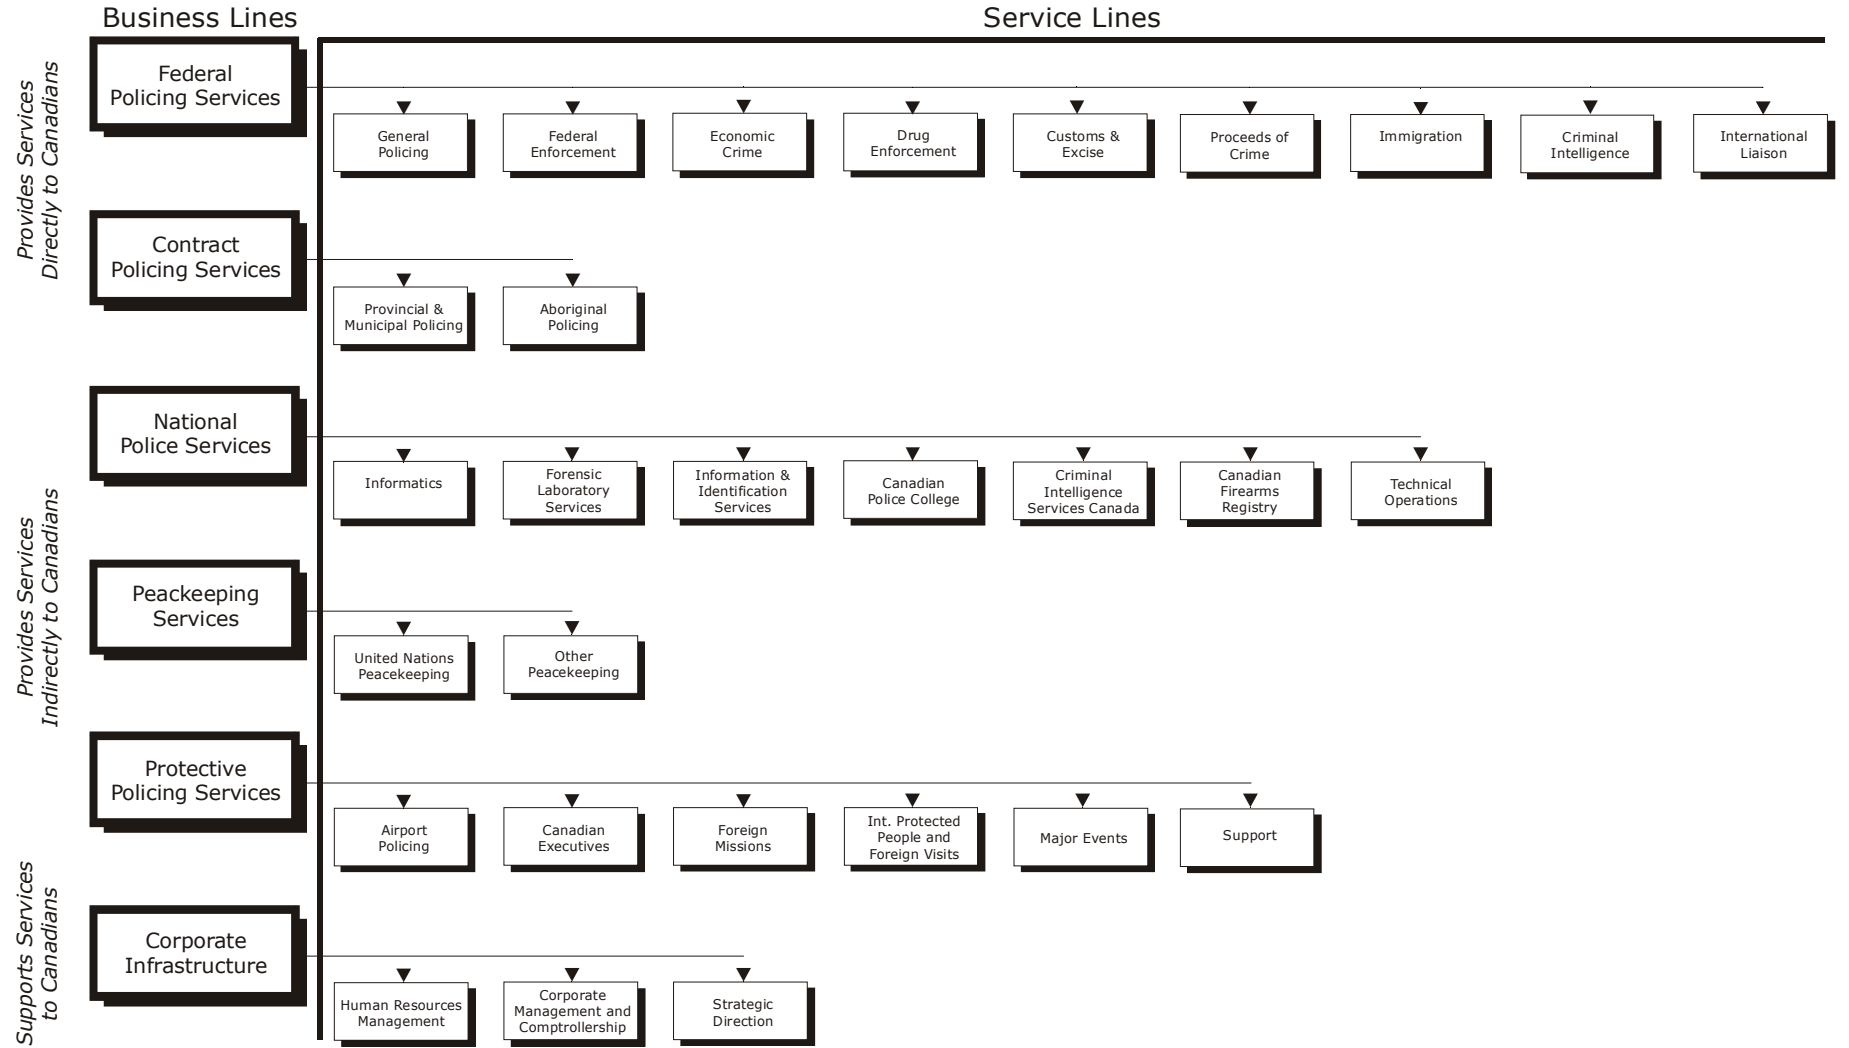 Business Lines
Service Lines
Provides Services
Directly to Canadians
Federal
Policing Services
General
Policing
Federal
Enforcement
Economic
Crime
Drug
Enforcement
Customs &
Excise
Proceeds of
Crime
Immigration
Criminal
Intelligence
International
Liaison
Contract
Policing Services
Provincial &
Municipal Policing
Aboriginal
Policing
Provides Services
Indirectly to Canadians
National
Police Services
Informatics
Forensic
Laboratory
Services
Information &
Identification
Services
Canadian
Police College
Criminal
Intelligence
Services Canada
Canadian
Firearms
Registry
Technical
Operations
Peackeeping
Services
United Nations
Peacekeeping
Other
Peacekeeping
Protective
Policing Services
Airport
Policing
Canadian
Executives
Foreign
Missions
Int. Protected
People and
Foreign Visits
Major Events
Support
Supports Services
to Canadians
Corporate
Infrastructure
Human Resources
Management
Corporate
Management and
Comptrollership
Strategic
Direction